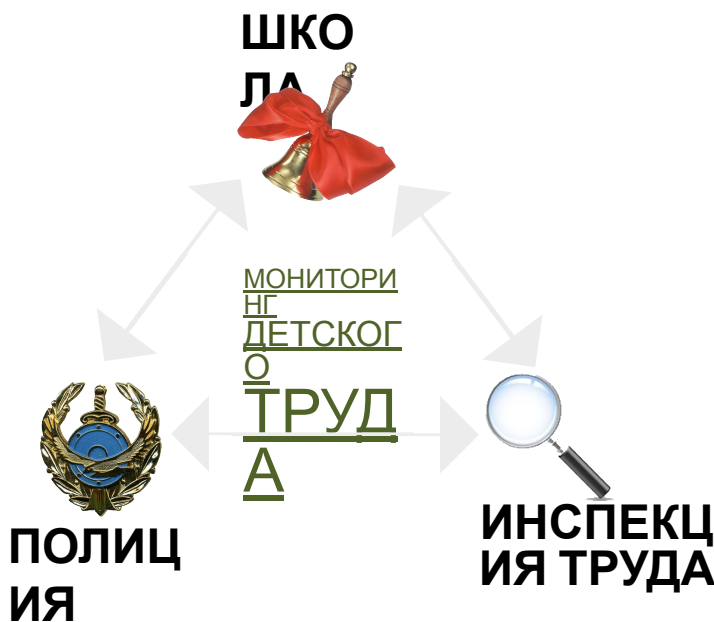 ШКО
ЛА
МОНИТОРИ
НГ
ДЕТСКОГ
О
ТРУД
А
ПОЛИЦ
ИЯ
ИНСПЕКЦ
ИЯ ТРУДА